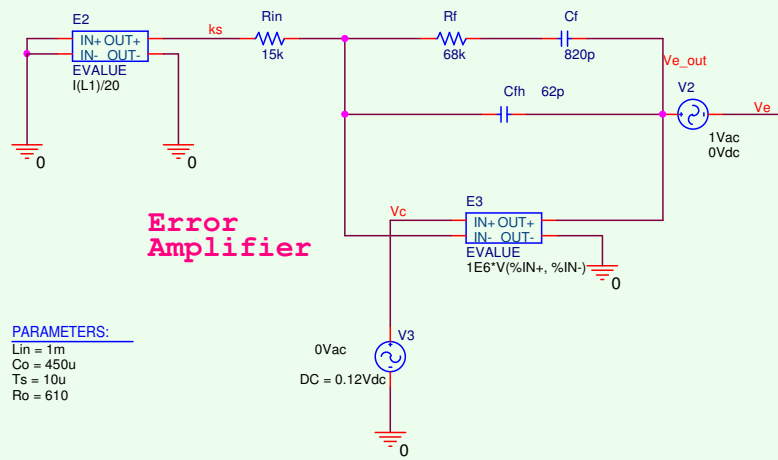 E2
ks
IN+ OUT+
IN- OUT-
EVALUE
I(L1)/20
0
0
Rin
15k
Rf
68k
Cf
820p
Ve_out
Cfh 62p
V2
Ve
1Vac
0Vdc
Error
Amplifier
Vc
E3
IN+ OUT+
IN- OUT-
EVALUE
1E6*V(%IN+, %IN-)
0
PARAMETERS:
Lin = 1m
Co = 450u
Ts = 10u
Ro = 610
V3
0Vac
DC = 0.12Vdc
0